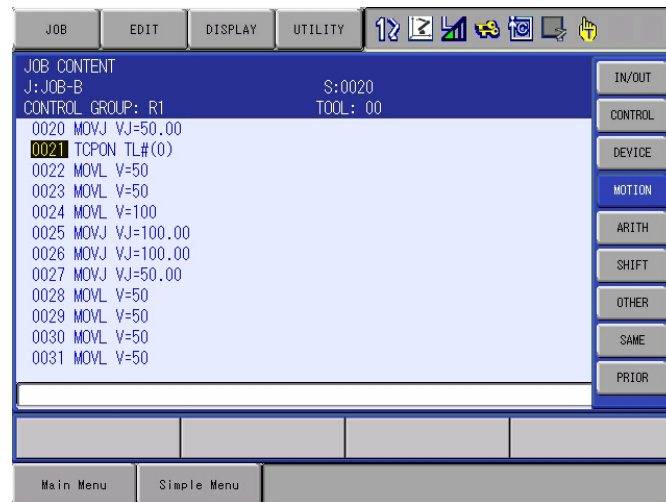 JOB EDIT DISPLAY UTILITY
JOB CONTENT
J:JOB-B S:0020
CONTROL GROUP: R1 TOOL: 00
0020 MOVJ VJ=50.00
0021 TCPON TL#(0)
0022 MOVL V=50
0023 MOVL V=50
0024 MOVL V=100
0025 MOVJ VJ=100.00
0026 MOVJ VJ=100.00
0027 MOVJ VJ=50.00
0028 MOVL V=50
0029 MOVL V=50
0030 MOVL V=50
0031 MOVL V=50
IN/OUT
CONTROL
DEVICE
MOTION
ARITH
SHIFT
OTHER
SAME
PRIOR
Main Menu Simple Menu